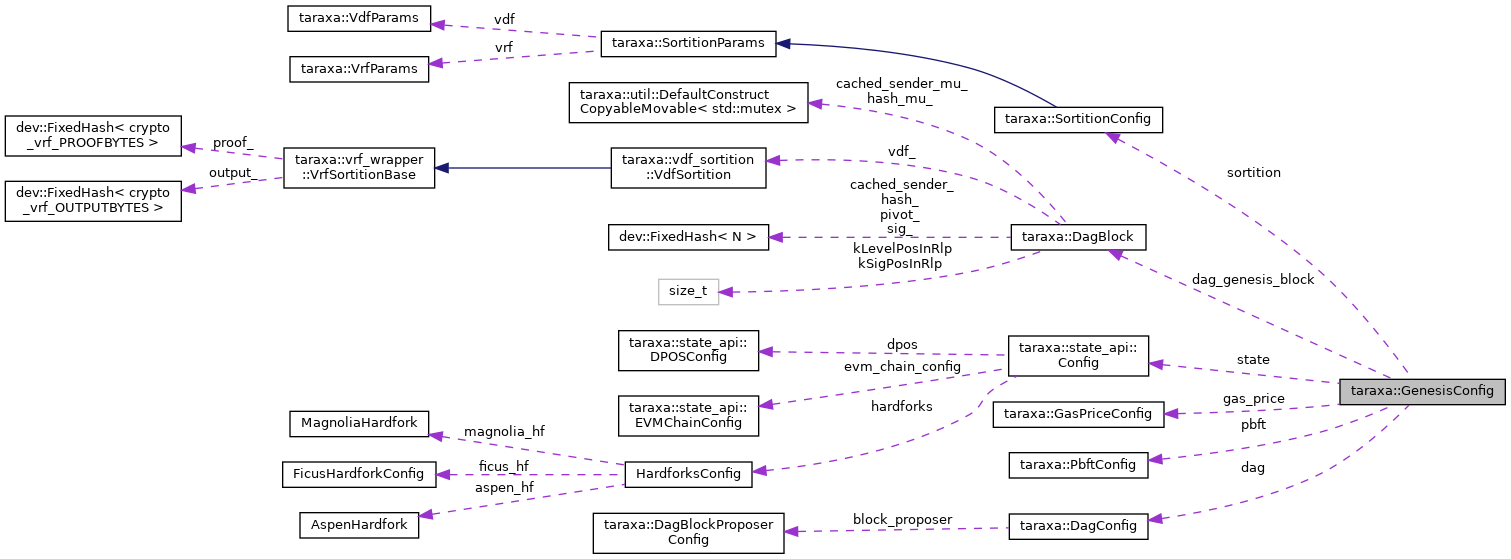 taraxa::VdfParams
vdf
taraxa::SortitionParams
vrf
taraxa::VrfParams
taraxa::util::DefaultConstruct
CopyableMovable< std::mutex >
cached_sender_mu_
hash_mu_
taraxa::SortitionConfig
dev::FixedHash< crypto
_vrf_PROOFBYTES >
proof_
taraxa::vrf_wrapper
::VrfSortitionBase
taraxa::vdf_sortition
::VdfSortition
vdf_
sortition
dev::FixedHash< crypto
_vrf_OUTPUTBYTES >
output_
cached_sender_
hash_
pivot_
sig_
dev::FixedHash< N >
taraxa::DagBlock
kLevelPosInRlp
kSigPosInRlp
size_t
dag_genesis_block
taraxa::state_api::
DPOSConfig
dpos
taraxa::state_api::
Config
state
evm_chain_config
taraxa::GenesisConfig
taraxa::state_api::
EVMChainConfig
hardforks
taraxa::GasPriceConfig
gas_price
pbft
MagnoliaHardfork
magnolia_hf
FicusHardforkConfig
ficus_hf
HardforksConfig
taraxa::PbftConfig
dag
aspen_hf
AspenHardfork
taraxa::DagBlockProposer
Config
block_proposer
taraxa::DagConfig